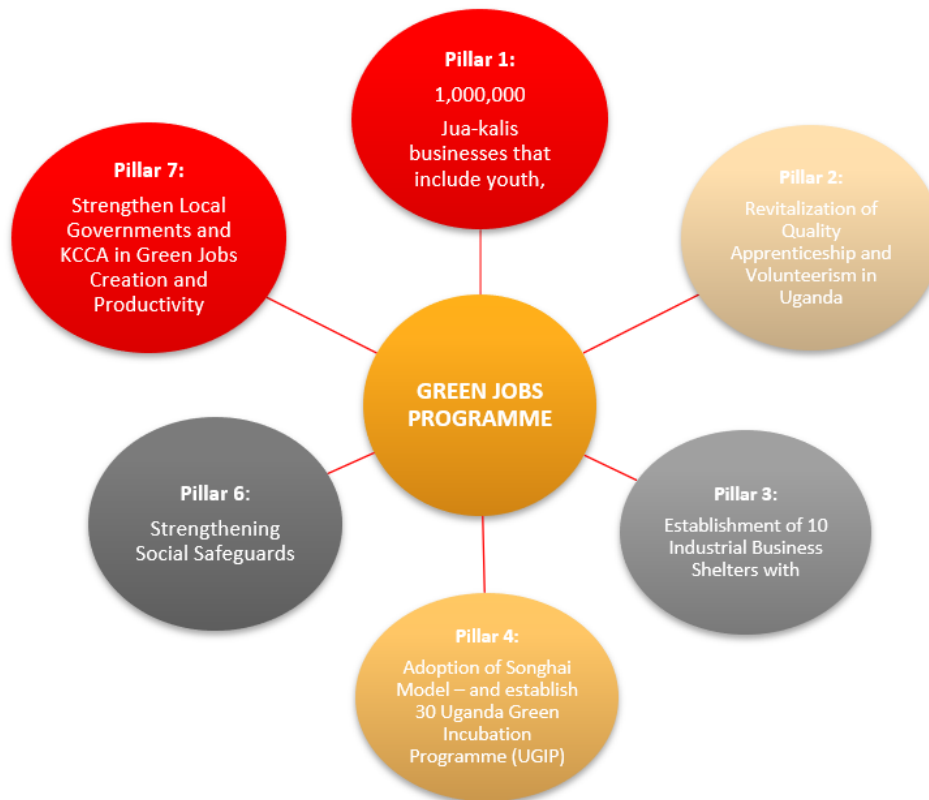 Pillar 1:
1,000,000
Jua-kalis
businesses that
include youth,
Pillar 2:
Revitalization of
Quality
Apprenticeship and
Volunteerism in
Uganda
Pillar 3:
Establishment of 10
Industrial Business
Shelters with
Pillar 4:
Adoption of Songhai
Model – and establish
30 Uganda Green
Incubation
Programme (UGIP)
Pillar 6:
Strengthening
Social Safeguards
Pillar 7:
Strengthen Local
Governments and
KCCA in Green Jobs
Creation and
Productivity
GREEN JOBS
PROGRAMME